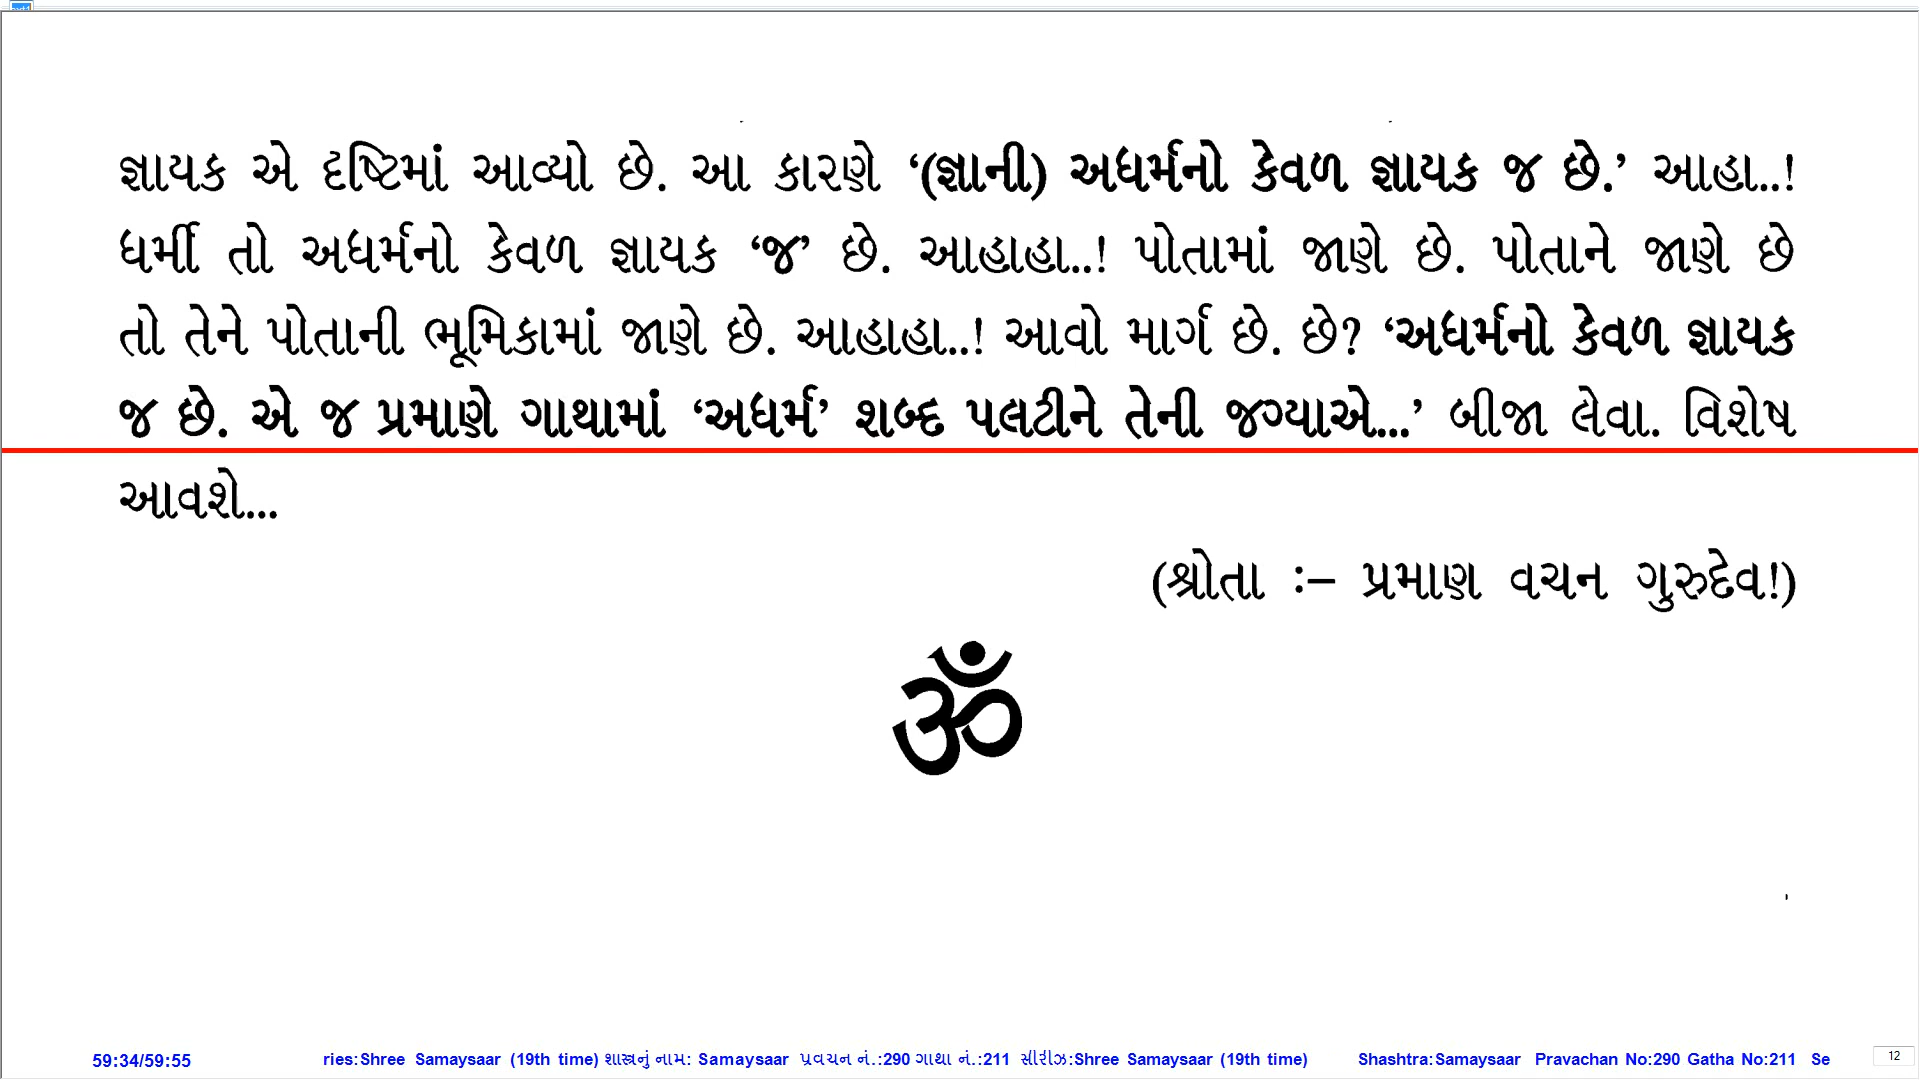 જ્ઞાયક એ દૃષ્ટિમાં આવ્યો છે. આ કારણે ‘(જ્ઞાની) અધર્મનો કેવળ જ્ઞાયક જ છે.’ આહા..!
ધર્મી તો અધર્મનો કેવળ જ્ઞાયક ‘જ’ છે. આહાહા..! પોતામાં જાણે છે. પોતાને જાણે છે
તો તેને પોતાની ભૂમિકામાં જાણે છે. આહાહા..! આવો માર્ગ છે. છે? ‘અધર્મનો કેવળ જ્ઞાયક
જ છે. એ જ પ્રમાણે ગાથામાં ‘અધર્મ’ શબ્દ પલટીને તેની જગ્યાએ...’ બીજા લેવા. વિશેષ
આવશે...
(શ્રોતા :– પ્રમાણ વચન ગુરુદેવ!)
ૐ
59:34/59:55 ries:Shree Samaysaar (19th time) શાસ્ત્રનું નામ: Samaysaar પ્રવચન નં.:290 ગાથા નં.:211 સીરીઝ:Shree Samaysaar (19th time) Shashtra:Samaysaar Pravachan No:290 Gatha No:211 Se 12